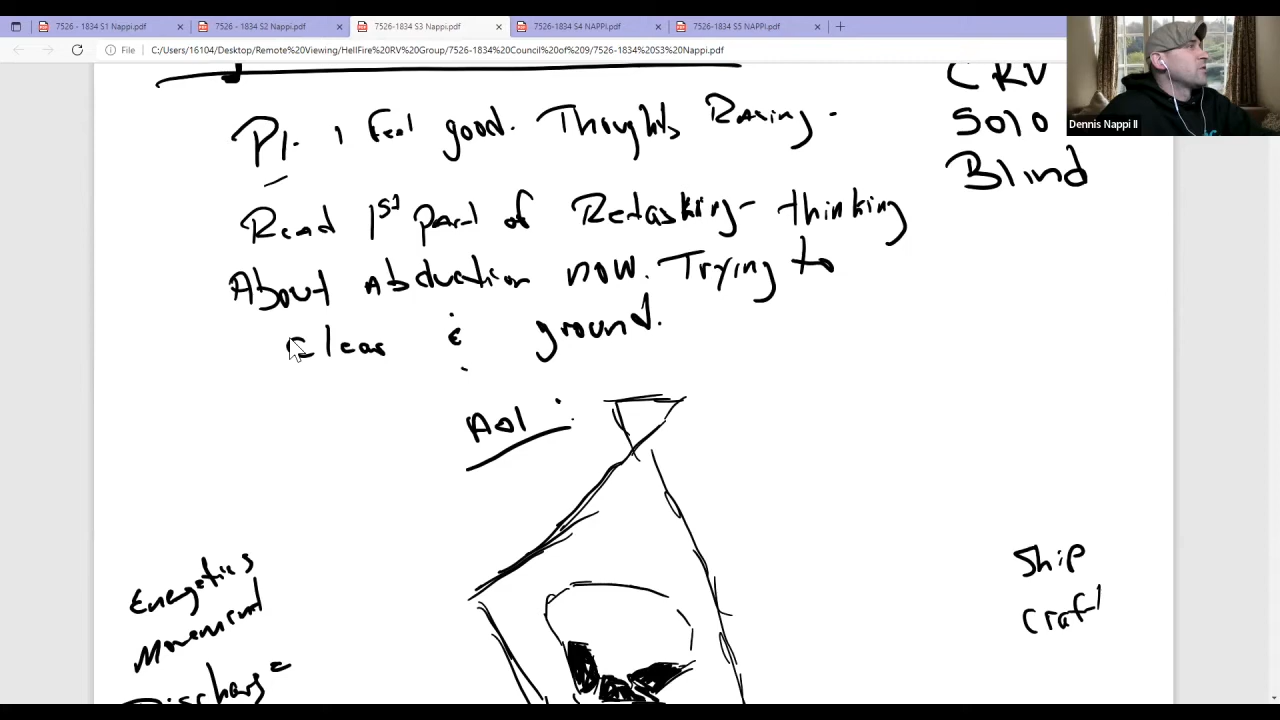 7526 - 1834 S1 Nappi.pdf
7526 - 1834 S2 Nappi.pdf
7526-1834 S3 Nappi.pdf
7526-1834 S4 NAPPI.pdf
7526-1834 S5 NAPPI.pdf
File
C:/Users/16104/Desktop/Remote%20Viewing/HellFire%20RV%20Group/7526-1834%20Council%20of%209/7526-1834%20S3%20Nappi.pdf
CRV
Solo
Blind
Dennis Nappi II
PI. I Feel good. Thoughts Racing.
Read 1st part of Retasking - thinking
About abduction now. Trying to
Clear & ground.
AOL:
Energetics
Movement
Discharge
Ship
Craft